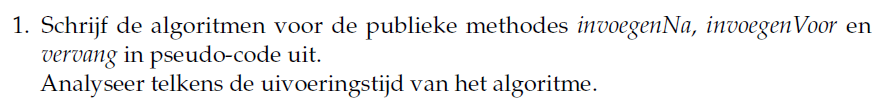 1. Schrijf de algoritmen voor de publieke methodes invoegenNa, invoegenVoor en
vervang in pseudo-code uit.
Analyseer telkens de uivoeringstijd van het algoritme.